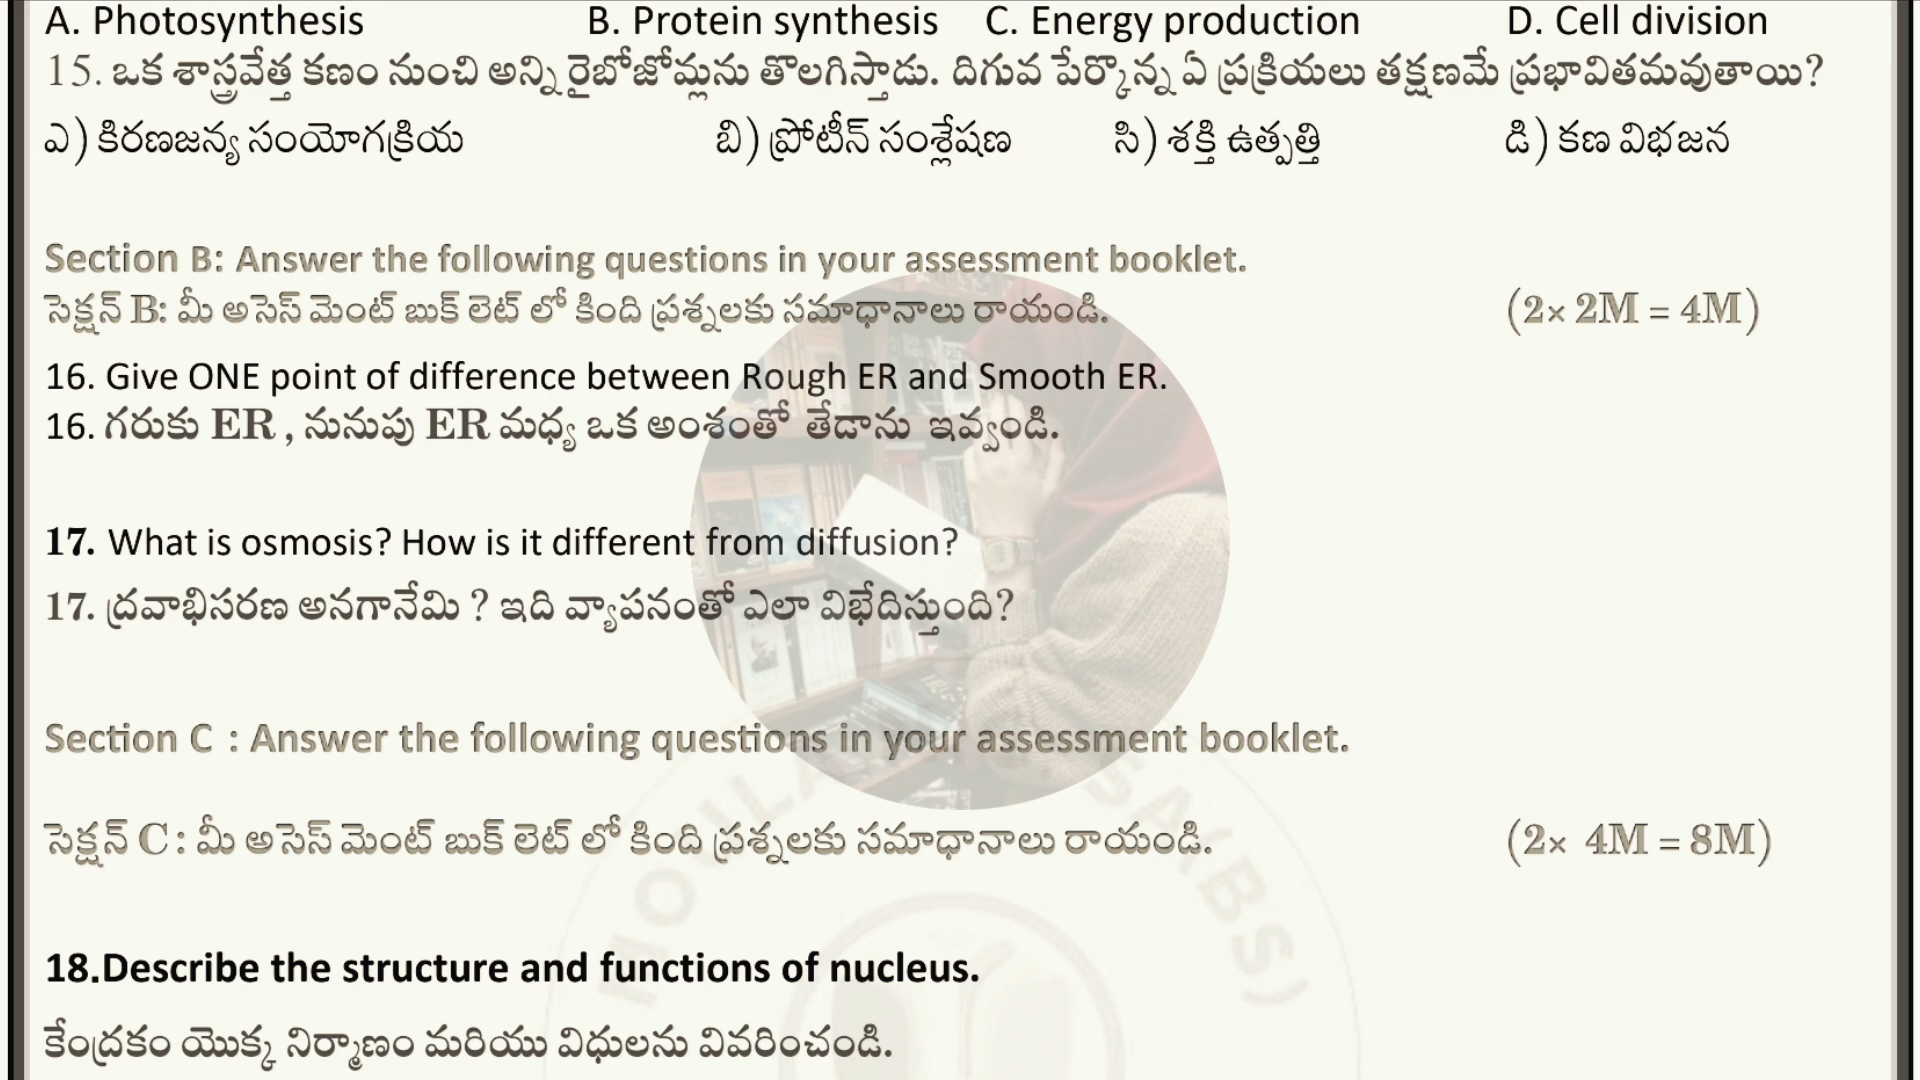 A. Photosynthesis B. Protein synthesis C. Energy production D. Cell division
15. ఒక శాస్త్రవేత్త కణం నుంచి అన్ని రైబోజోమ్లను తొలగిస్తాడు. దిగువ పేర్కొన్న ఏ ప్రక్రియలు తక్షణమే ప్రభావితమవుతాయి?
ఎ) కిరణజన్య సంయోగక్రియ బి) ప్రోటీన్ సంశ్లేషణ సి) శక్తి ఉత్పత్తి డి) కణ విభజన
Section B: Answer the following questions in your assessment booklet.
సెక్షన్ B: మీ అసెస్ మెంట్ బుక్ లెట్ లో కింది ప్రశ్నలకు సమాధానాలు రాయండి. (2× 2M = 4M)
16. Give ONE point of difference between Rough ER and Smooth ER.
16. గరుకు ER , నునుపు ER మధ్య ఒక అంశంతో తేడాను ఇవ్వండి.
17. What is osmosis? How is it different from diffusion?
17. ద్రవాభిసరణ అనగానేమి ? ఇది వ్యాపనంతో ఎలా విభేదిస్తుంది?
Section C : Answer the following questions in your assessment booklet.
సెక్షన్ C : మీ అసెస్ మెంట్ బుక్ లెట్ లో కింది ప్రశ్నలకు సమాధానాలు రాయండి. (2× 4M = 8M)
18.Describe the structure and functions of nucleus.
కేంద్రకం యొక్క నిర్మాణం మరియు విధులను వివరించండి.